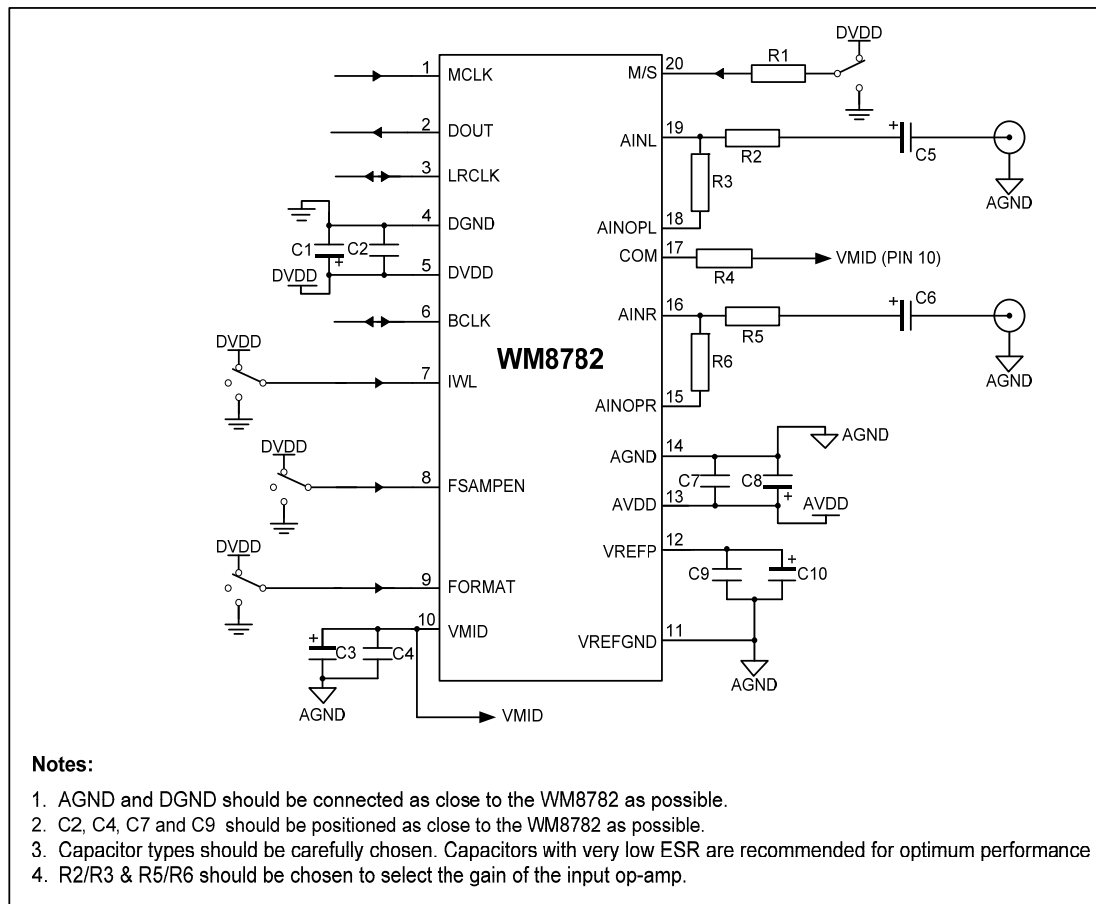 DVDD
R1
1 MCLK
M/S 20
2 DOUT
AINL 19
R2
+ C5
AGND
3 LRCLK
R3
4 DGND
AINOPL 18
C1 + C2
COM 17
R4
VMID (PIN 10)
DVDD
5 DVDD
6 BCLK
AINR 16
R5
+ C6
AGND
WM8782
R6
DVDD
7 IWL
AINOPR 15
AGND 14
AGND
C7 C8 +
DVDD
8 FSAMPEN
AVDD 13
AVDD
VREFP 12
C9 + C10
DVDD
9 FORMAT
10 VMID
VREFGND 11
+ C3 C4
AGND
AGND
VMID
Notes:
1. AGND and DGND should be connected as close to the WM8782 as possible.
2. C2, C4, C7 and C9 should be positioned as close to the WM8782 as possible.
3. Capacitor types should be carefully chosen. Capacitors with very low ESR are recommended for optimum performance
4. R2/R3 & R5/R6 should be chosen to select the gain of the input op-amp.